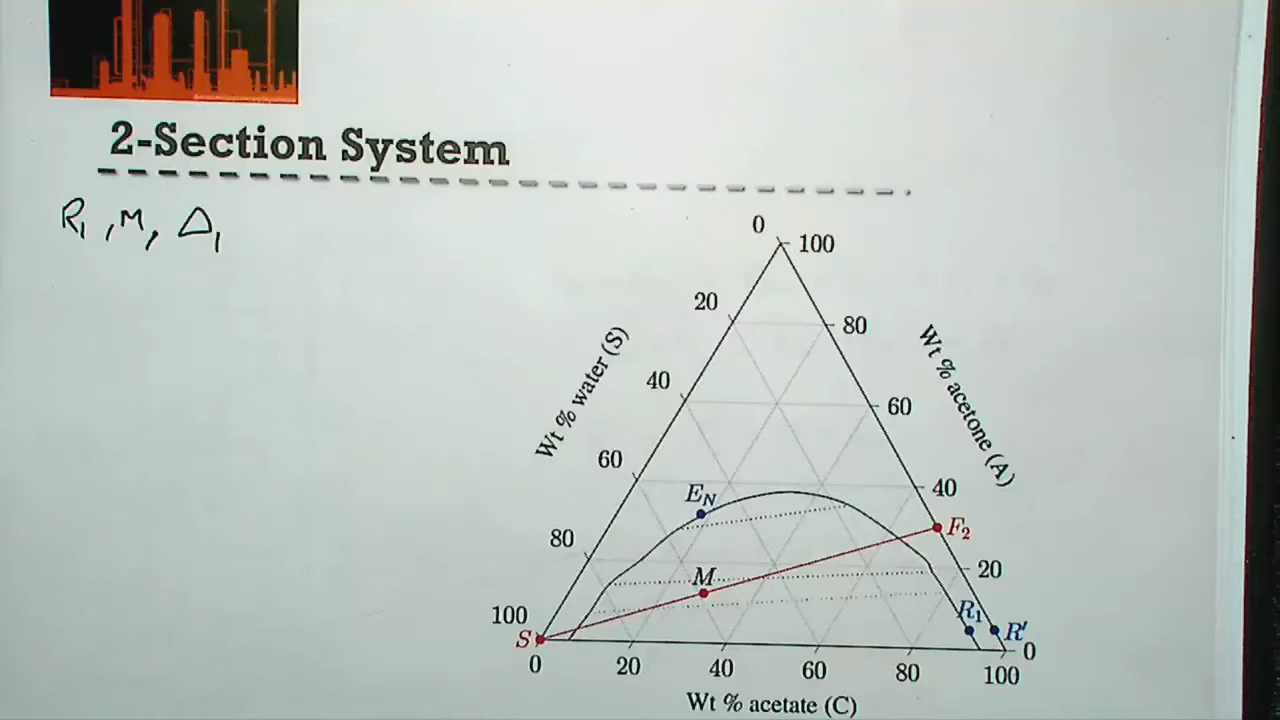 2-Section System
R₁, M, Δ₁
0
100
20
80
Wt % water (S)
Wt % acetone (A)
40
60
60
E_N
40
F₂
80
20
M
100
R₁
S
R'
0
0
20
40
60
80
100
Wt % acetate (C)